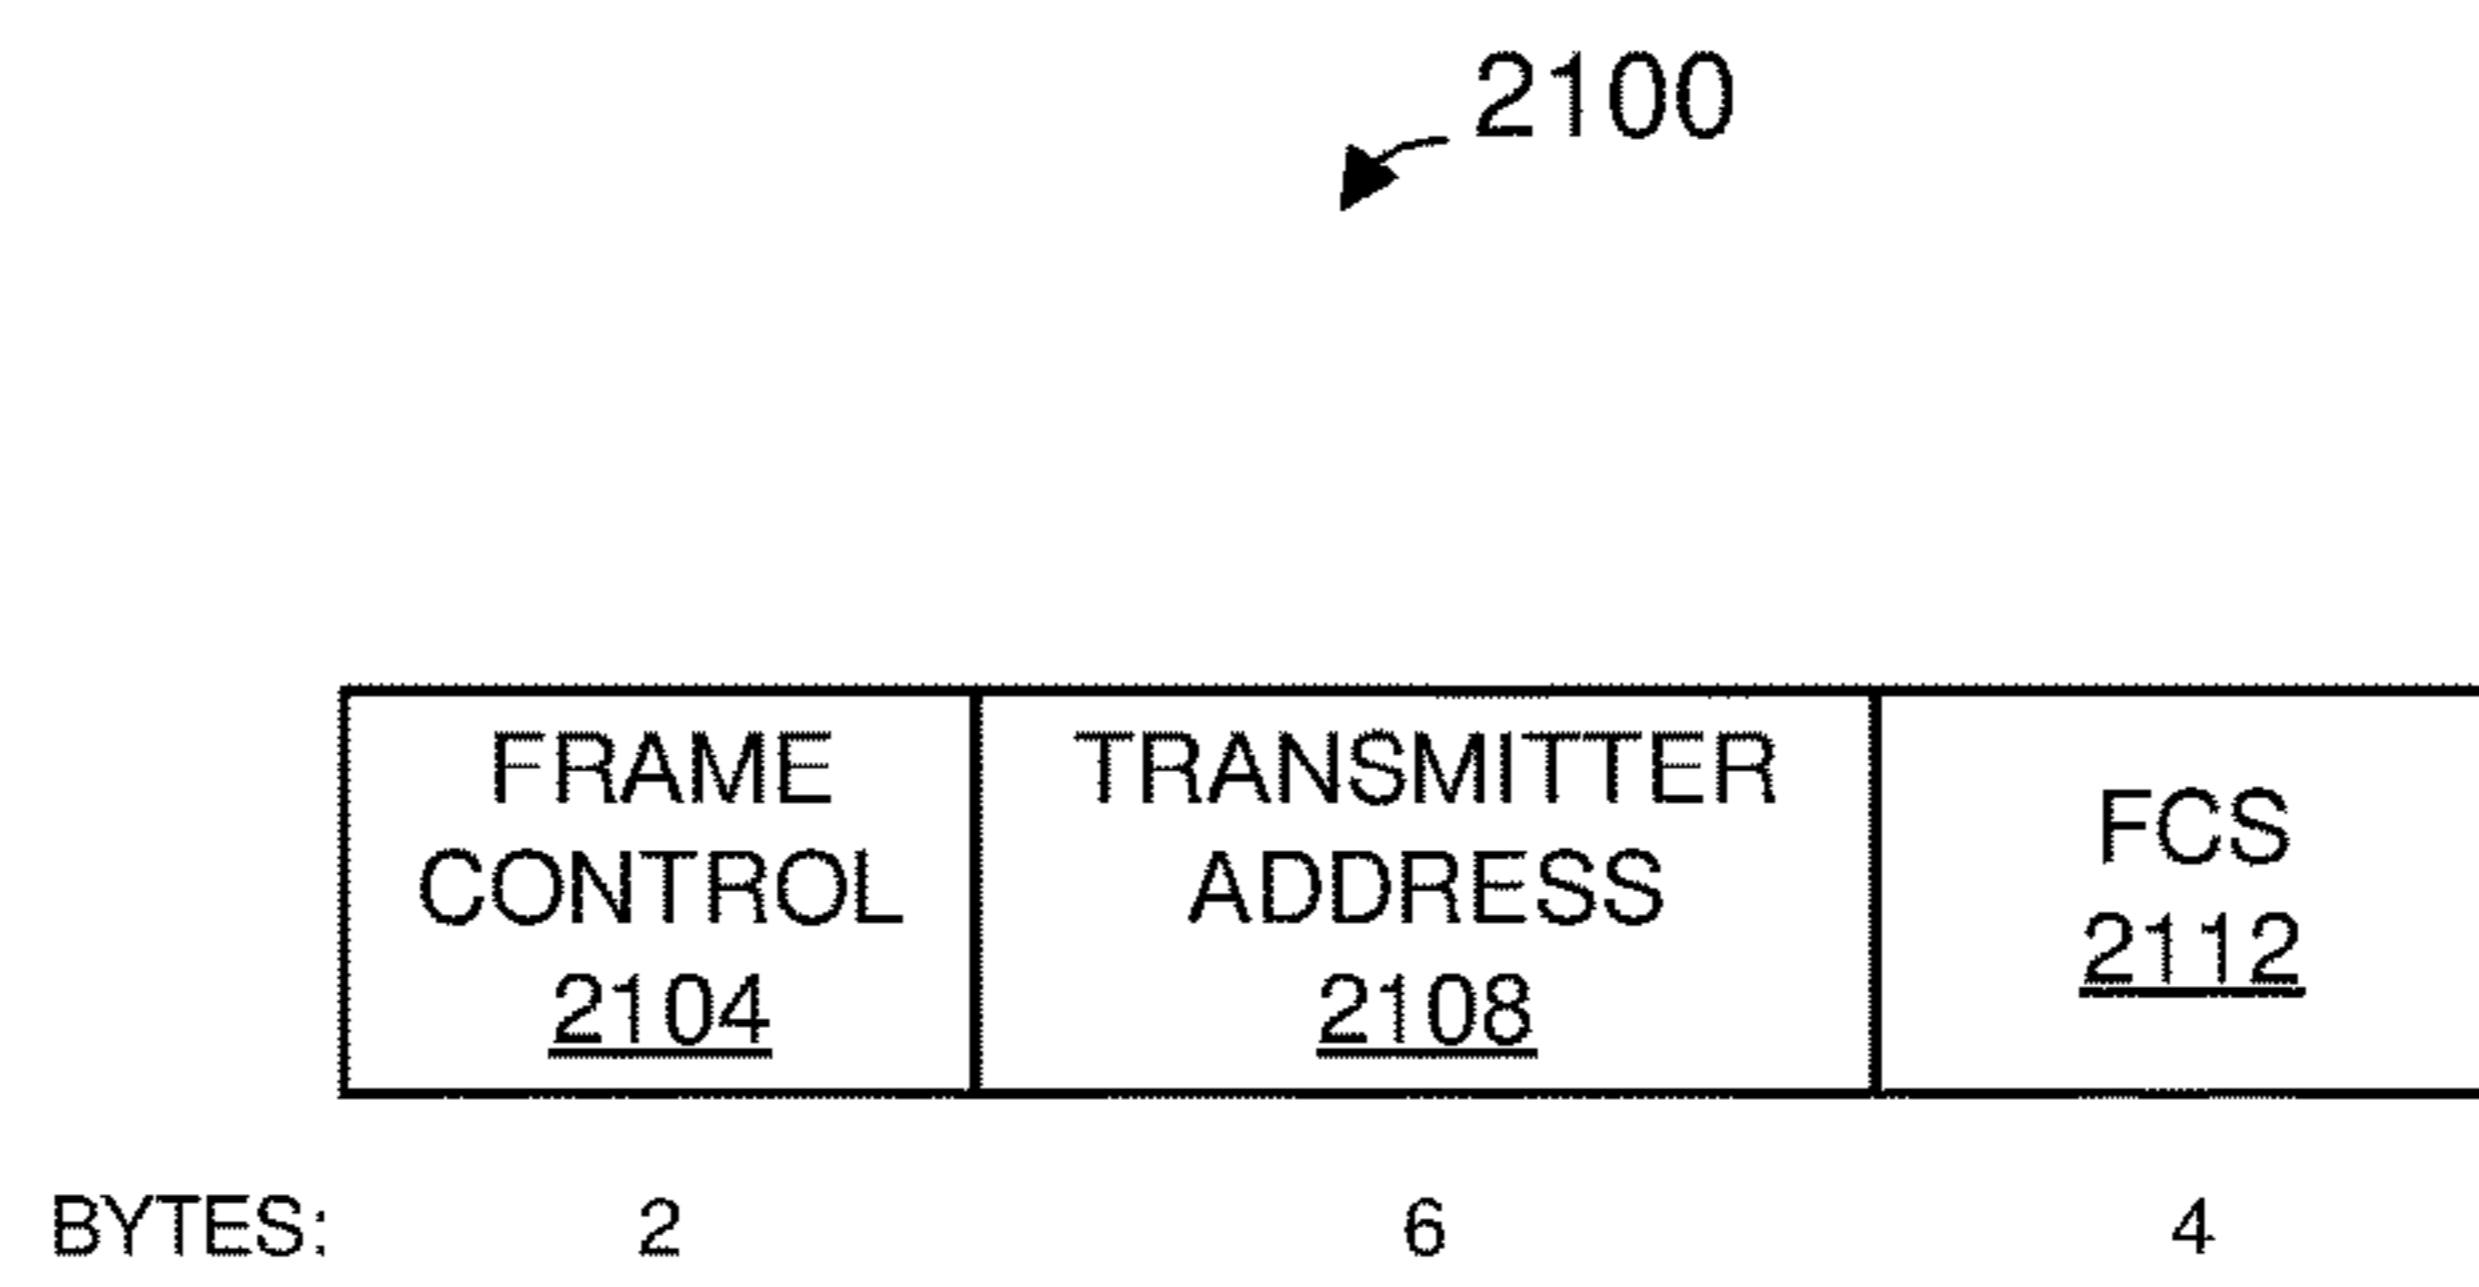 2100
FRAME
CONTROL
2104
TRANSMITTER
ADDRESS
2108
FCS
2112
BYTES: 2 6 4